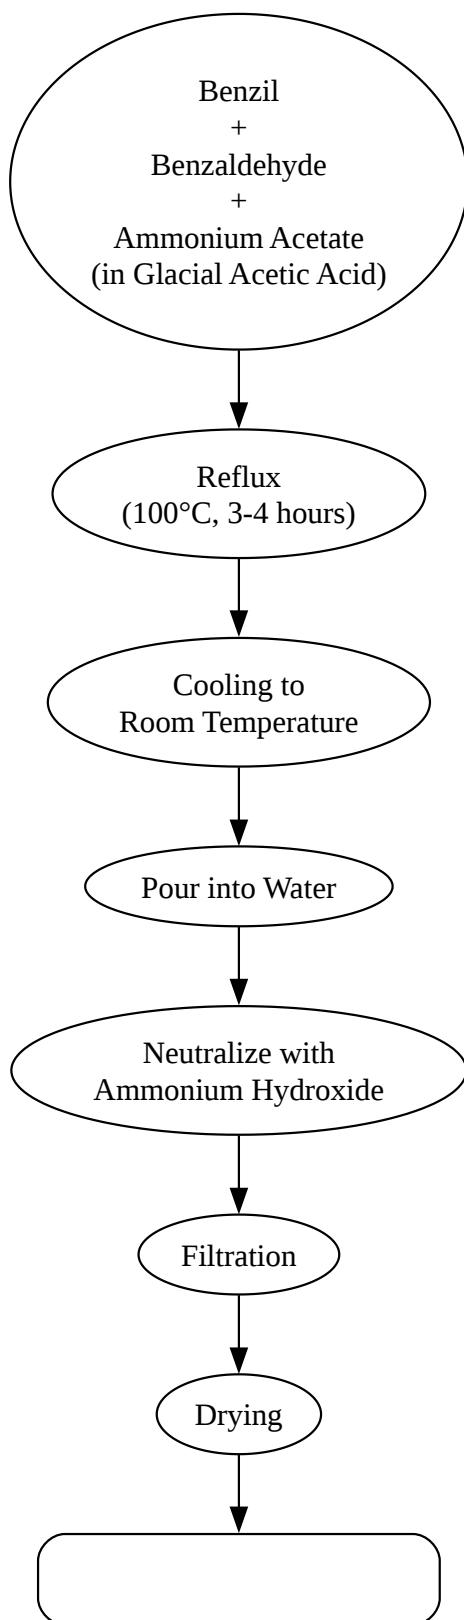 Benzil
+
Benzaldehyde
+
Ammonium Acetate
(in Glacial Acetic Acid)
Reflux
(100°C, 3-4 hours)
Cooling to
Room Temperature
Pour into Water
Neutralize with
Ammonium Hydroxide
Filtration
Drying